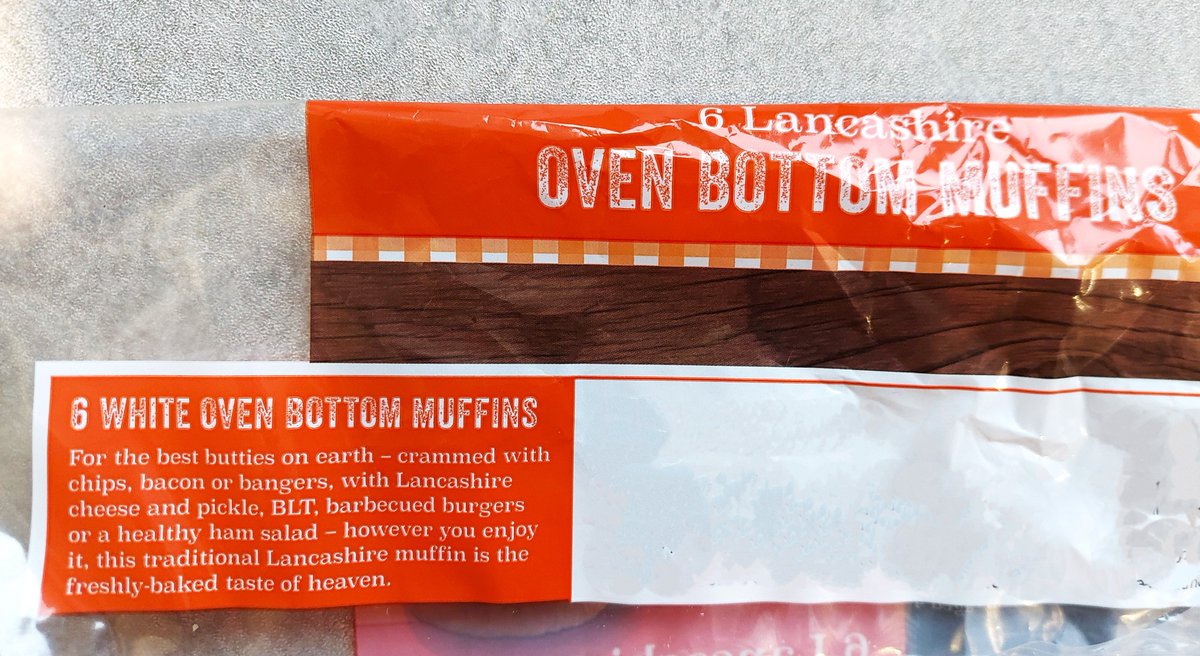 6 Lancashire
OVEN BOTTOM MUFFINS
6 WHITE OVEN BOTTOM MUFFINS
For the best butties on earth – crammed with
chips, bacon or bangers, with Lancashire
cheese and pickle, BLT, barbecued burgers
or a healthy ham salad – however you enjoy
it, this traditional Lancashire muffin is the
freshly-baked taste of heaven.